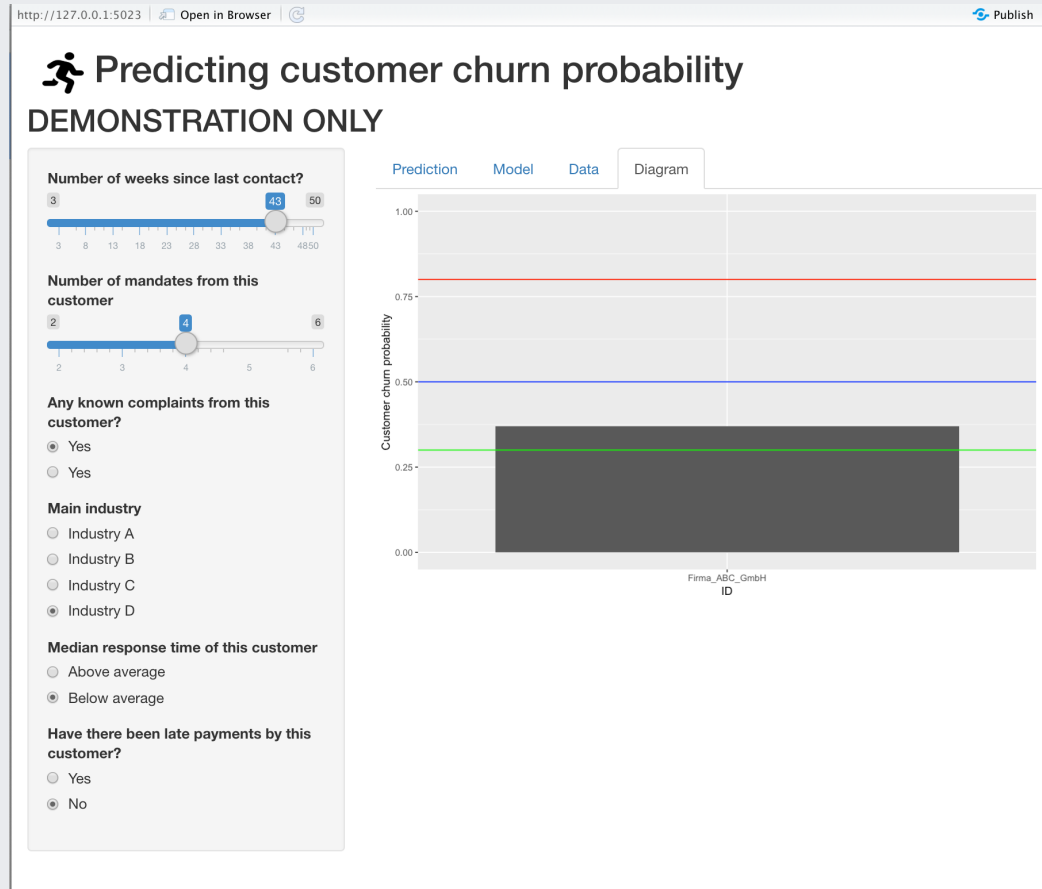 http://127.0.0.1:5023 Open in Browser Publish
Predicting customer churn probability
DEMONSTRATION ONLY
Number of weeks since last contact?
3 43 50
3 8 13 18 23 28 33 38 43 4850
Number of mandates from this
customer
2 4 6
2 3 4 5 6
Any known complaints from this
customer?
Yes
Yes
Main industry
Industry A
Industry B
Industry C
Industry D
Median response time of this customer
Above average
Below average
Have there been late payments by this
customer?
Yes
No
Prediction Model Data Diagram
Customer churn probability
1.00
0.75
0.50
0.25
0.00
Firma_ABC_GmbH
ID